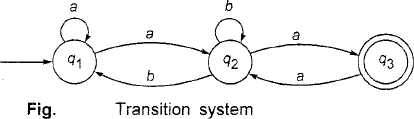 a b
a a
q1 q2 q3
b a
Fig. Transition system